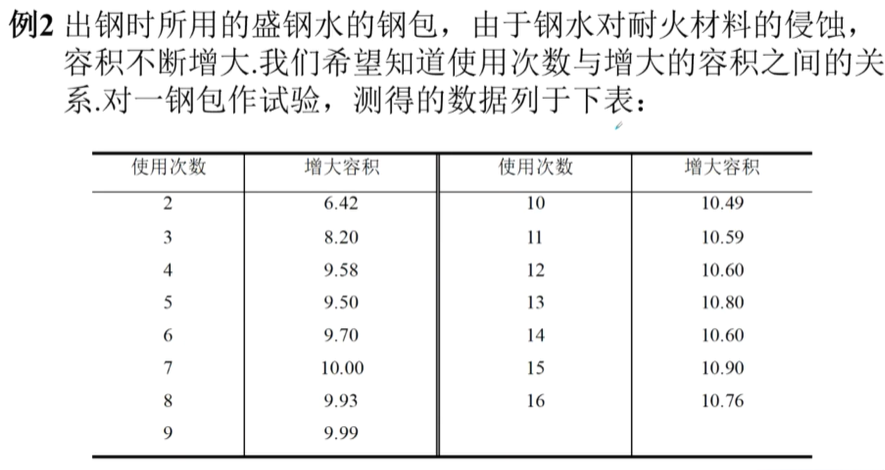 例2 出钢时所用的盛钢水的钢包，由于钢水对耐火材料的侵蚀，
容积不断增大.我们希望知道使用次数与增大的容积之间的关
系.对一钢包作试验，测得的数据列于下表：
使用次数 增大容积 使用次数 增大容积
2 6.42 10 10.49
3 8.20 11 10.59
4 9.58 12 10.60
5 9.50 13 10.80
6 9.70 14 10.60
7 10.00 15 10.90
8 9.93 16 10.76
9 9.99